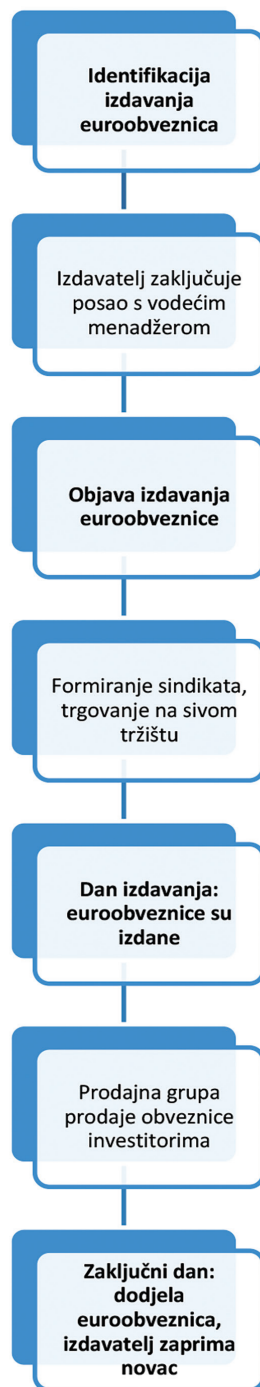 Identifikacija
izdavanja
euroobveznica
Izdavatelj zaključuje
posao s vodećim
menadžerom
Objava izdavanja
euroobveznice
Formiranje sindikata,
trgovanje na sivom
tržištu
Dan izdavanja:
euroobveznice su
izdane
Prodajna grupa
prodaje obveznice
investitorima
Zaključni dan:
dodjela
euroobveznica,
izdavatelj zaprima
novac